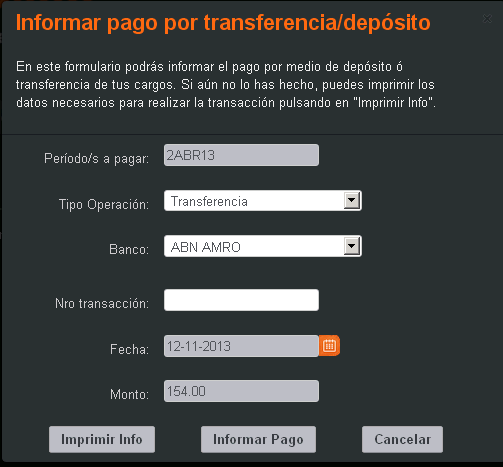 Informar pago por transferencia/depósito
En este formulario podrás informar el pago por medio de depósito ó
transferencia de tus cargos. Si aún no lo has hecho, puedes imprimir los
datos necesarios para realizar la transacción pulsando en "Imprimir Info".
Período/s a pagar: 2ABR13
Tipo Operación: Transferencia
Banco: ABN AMRO
Nro transacción:
Fecha: 12-11-2013
Monto: 154.00
Imprimir Info Informar Pago Cancelar